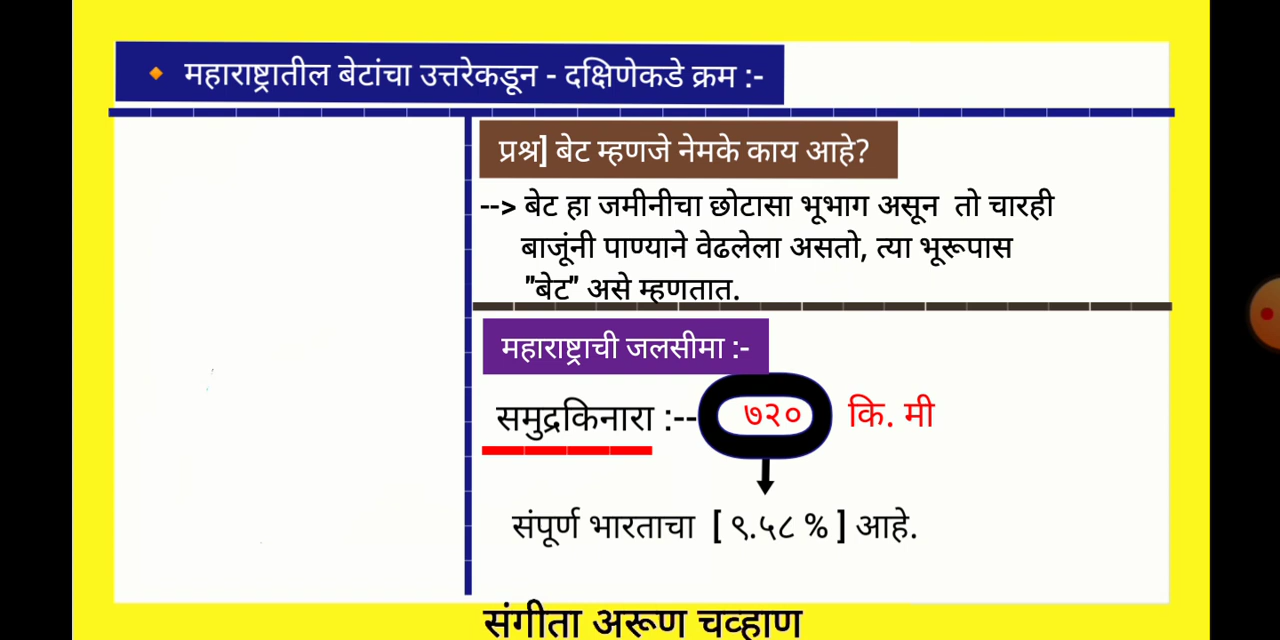 🔸 महाराष्ट्रातील बेटांचा उत्तरेकडून - दक्षिणेकडे क्रम :-
प्रश्न] बेट म्हणजे नेमके काय आहे?
--> बेट हा जमीनीचा छोटासा भूभाग असून तो चारही
बाजूंनी पाण्याने वेढलेला असतो, त्या भूरूपास
"बेट" असे म्हणतात.
महाराष्ट्राची जलसीमा :-
समुद्रकिनारा :-- ७२० कि. मी
संपूर्ण भारताचा [ ९.५८ % ] आहे.
संगीता अरूण चव्हाण